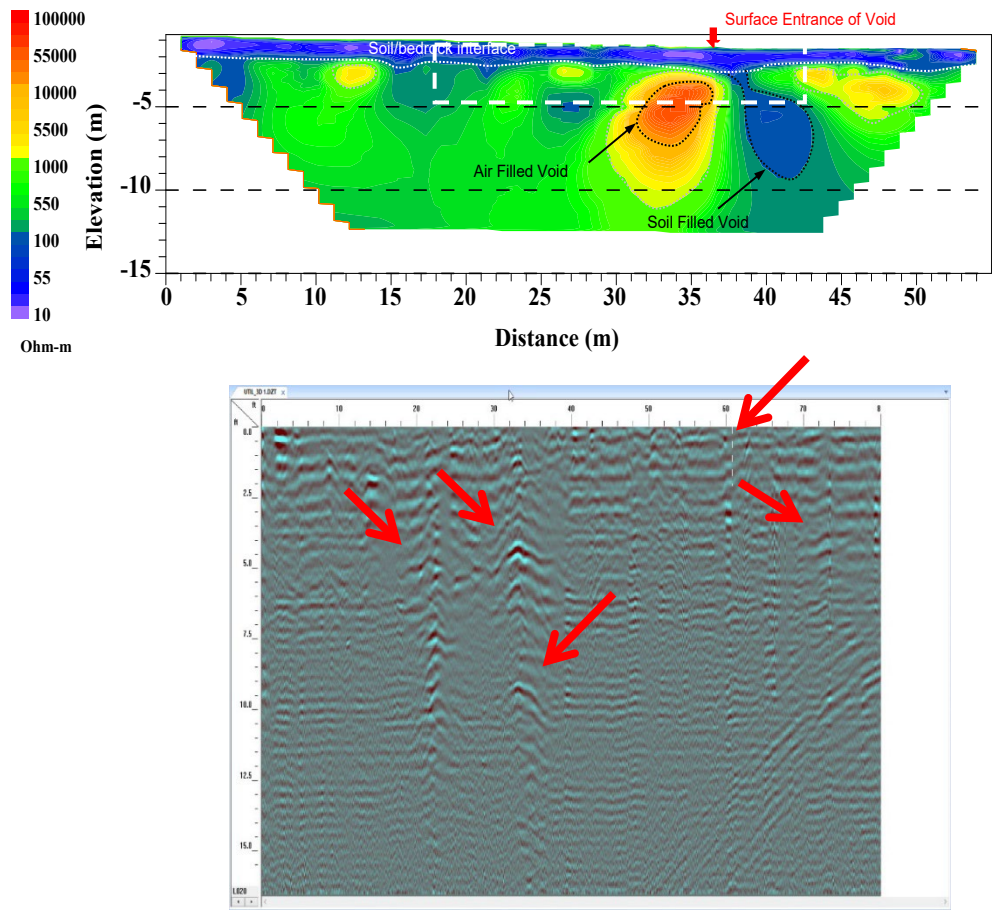 100000
55000
10000
5500
1000
550
100
55
10
Ohm-m
Surface Entrance of Void
Soil/bedrock interface
Air Filled Void
Soil Filled Void
Elevation (m)
-5
-10
-15
0 5 10 15 20 25 30 35 40 45 50
Distance (m)
ft
0 10 20 30 40 50 60 70 8
ft
0.0
2.5
5.0
7.5
10.0
12.5
15.0